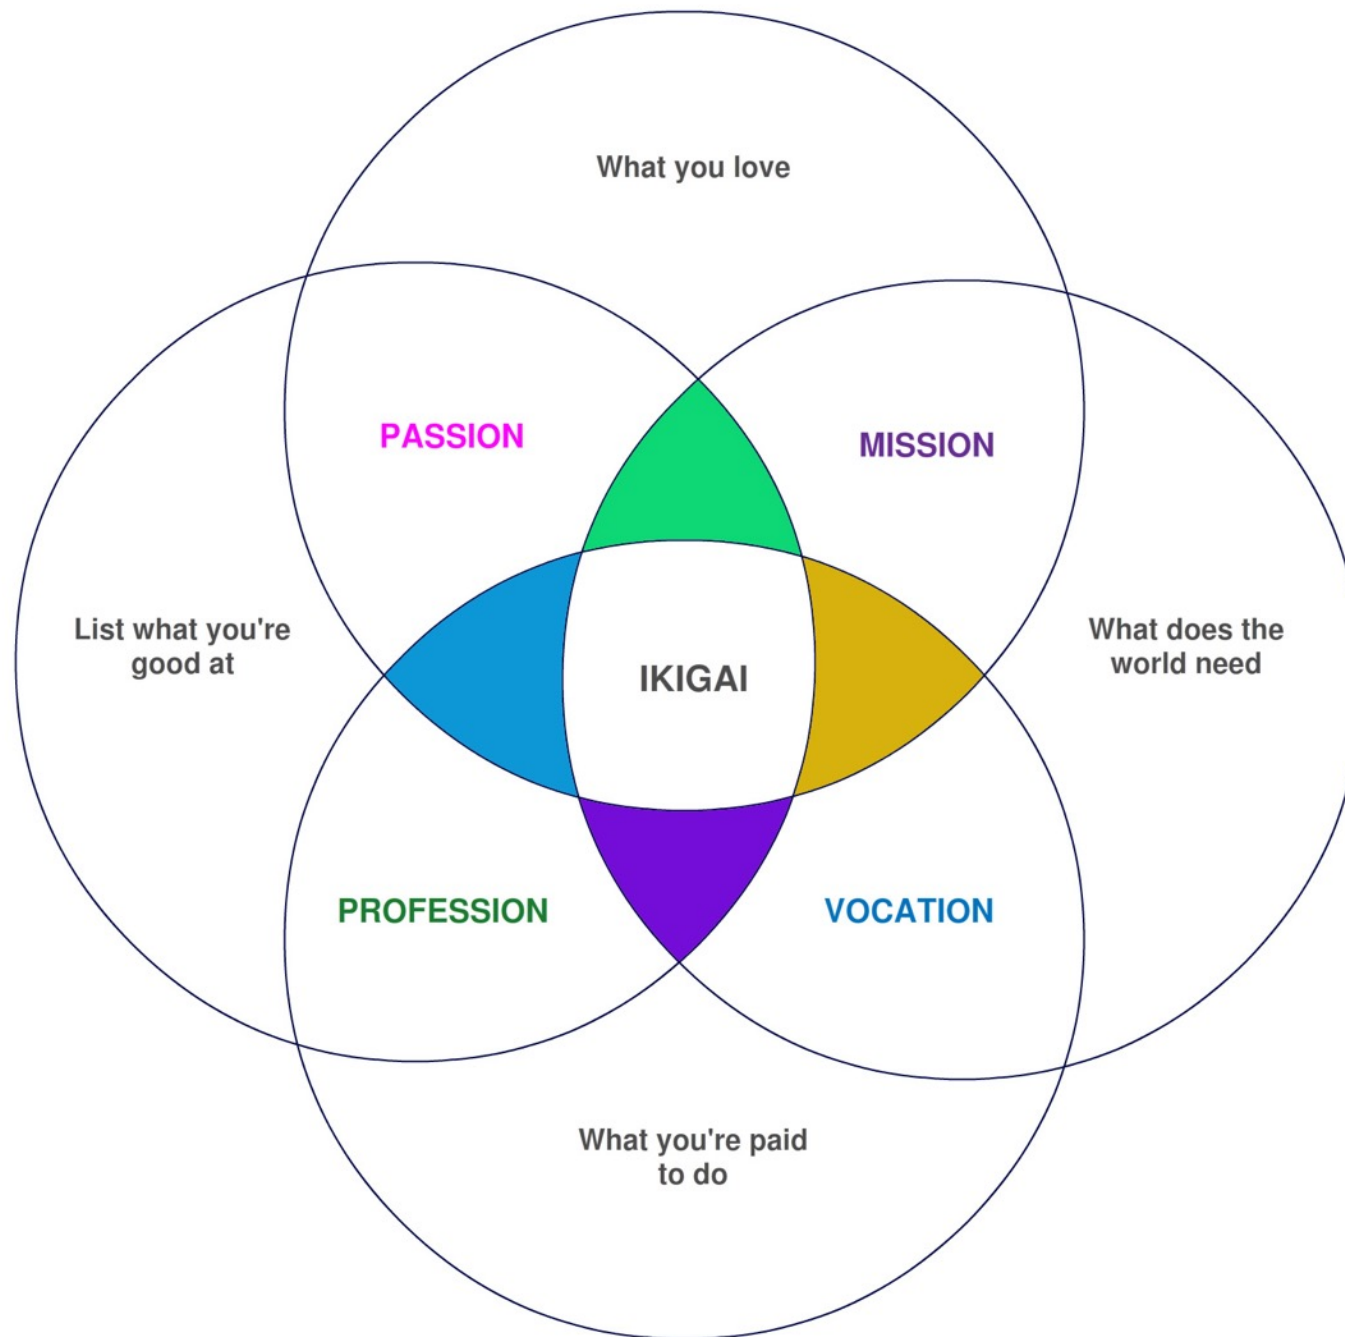 What you love
PASSION
MISSION
List what you're
good at
What does the
world need
IKIGAI
PROFESSION
VOCATION
What you're paid
to do